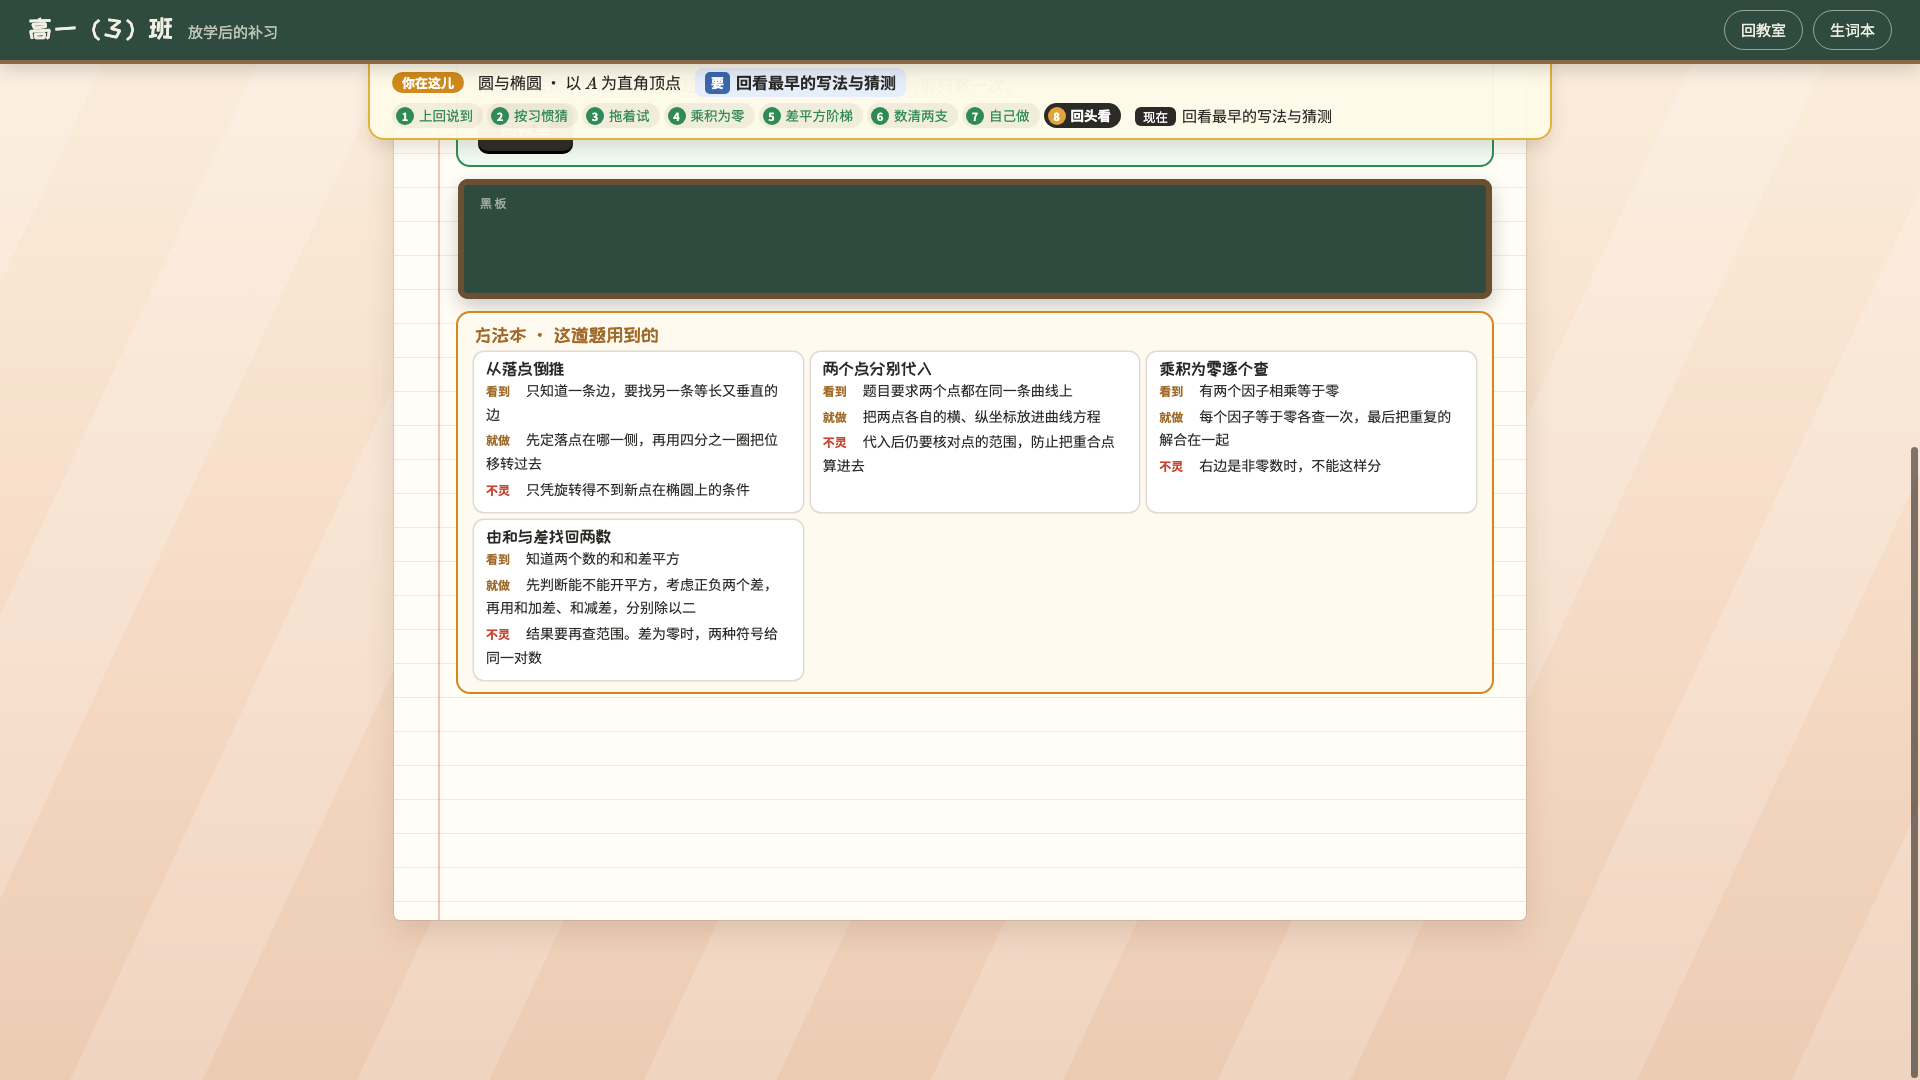 高一（3）班 放学后的补习 回教室 生词本
你在这儿 圆与椭圆 · 以 A 为直角顶点 要 回看最早的写法与猜测
1 上回说到 2 按习惯猜 3 拖着试 4 乘积为零 5 差平方阶梯 6 数清两支 7 自己做 8 回头看 现在 回看最早的写法与猜测
黑板
方法本 · 这道题用到的
从落点倒推
看到 只知道一条边，要找另一条等长又垂直的
边
就做 先定落点在哪一侧，再用四分之一圈把位
移转过去
不灵 只凭旋转得不到新点在椭圆上的条件
两个点分别代入
看到 题目要求两个点都在同一条曲线上
就做 把两点各自的横、纵坐标放进曲线方程
不灵 代入后仍要核对点的范围，防止把重合点
算进去
乘积为零逐个查
看到 有两个因子相乘等于零
就做 每个因子等于零各查一次，最后把重复的
解合在一起
不灵 右边是非零数时，不能这样分
由和与差找回两数
看到 知道两个数的和和差平方
就做 先判断能不能开平方，考虑正负两个差，
再用和加差、和减差，分别除以二
不灵 结果要再查范围。差为零时，两种符号给
同一对数